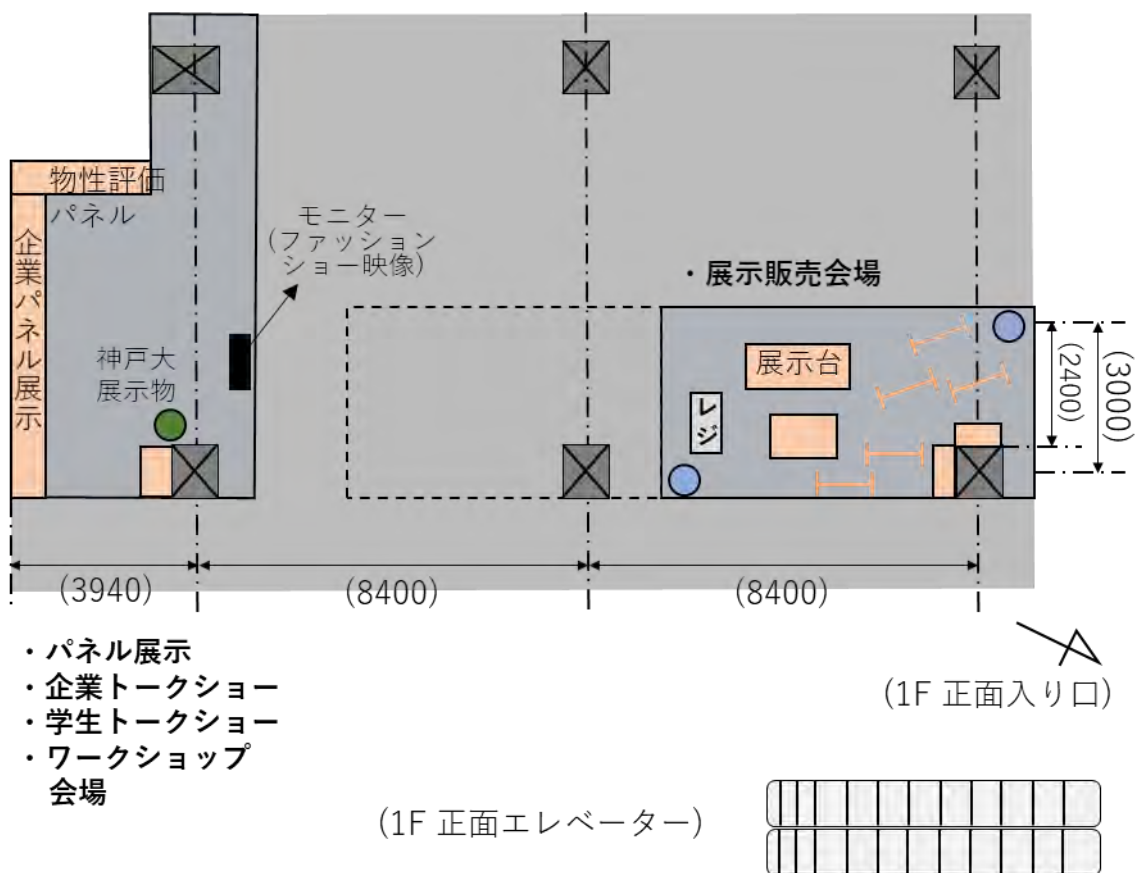 物性評価
パネル
企業パネル展示
モニター
(ファッション
ショー映像)
神戸大
展示物
・展示販売会場
展示台
レジ
(2400)
(3000)
(3940)
(8400)
(8400)
・パネル展示
・企業トークショー
・学生トークショー
・ワークショップ
会場
(1F 正面入り口)
(1F 正面エレベーター)